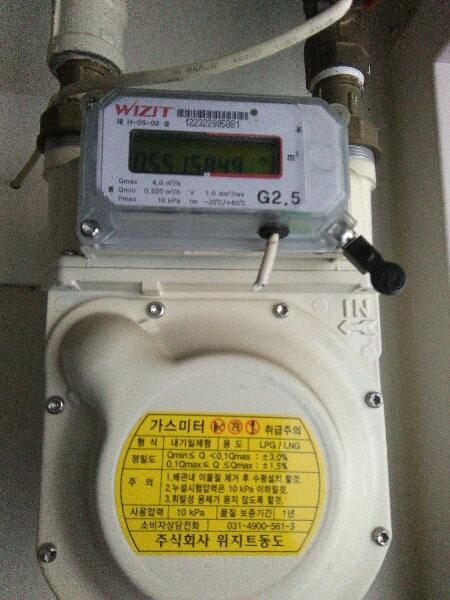 WIZIT
제 H-05-02 호
122322805861
m³
Qmax 4.0 m³/h
Qmin 0.025 m³/h V 1.0 dm³/rev
Pmax 10 kPa tm -20℃/+60℃
G2.5
가스미터 취급주의
형 식 내기일체형 용 도 LPG / LNG
정밀도 Qmin≤ Q <0,1Qmax : ±3.0%
0,1Qmax≤ Q ≤Qmax : ±1.5%
주 의 1.배관내 이물질 제거 후 수평설치 할것.
2.누설시험압력은 10 kPa 이하일것.
3.휘발성 용제가 묻지 않도록 할것.
사용압력 10 kPa 품질 보증기간 1년
소비자상담전화 031-4900-561~3
주식회사 위지트동도